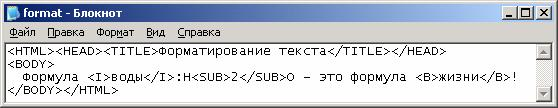 format - Блокнот
Файл Правка Формат Вид Справка
<HTML><HEAD><TITLE>Форматирование текста</TITLE></HEAD>
<BODY>
  Формула <I>воды</I>:H<SUB>2</SUB>O - это формула <B>жизни</B>!
</BODY></HTML>